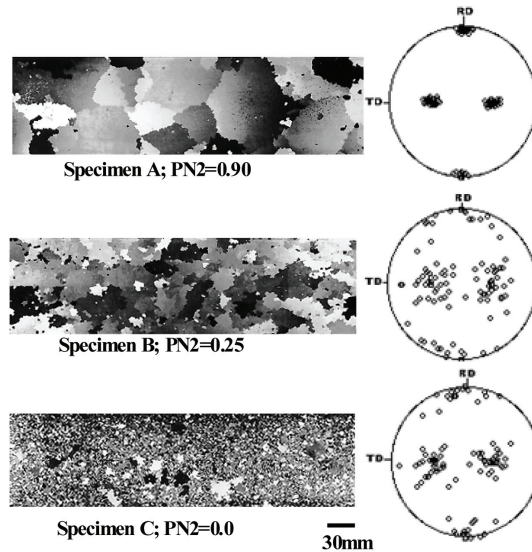 RD
TD
Specimen A; PN2=0.90
RD
TD
Specimen B; PN2=0.25
RD
TD
Specimen C; PN2=0.0
30mm